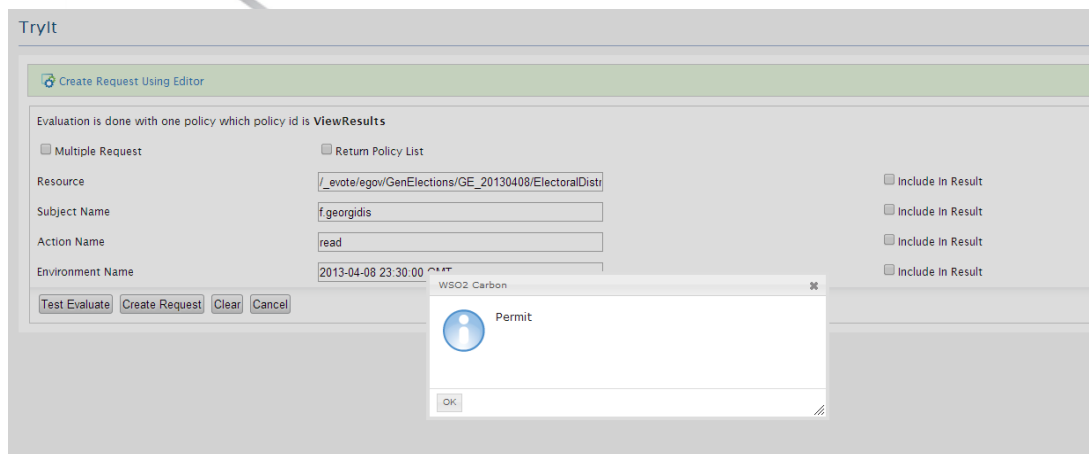 TryIt
Create Request Using Editor
Evaluation is done with one policy which policy id is ViewResults
Multiple Request Return Policy List
Resource /_evote/egov/GenElections/GE_20130408/ElectoralDistr Include In Result
Subject Name f.georgidis Include In Result
Action Name read Include In Result
Environment Name 2013-04-08 23:30:00 GMT Include In Result
Test Evaluate Create Request Clear Cancel
WSO2 Carbon
Permit
OK